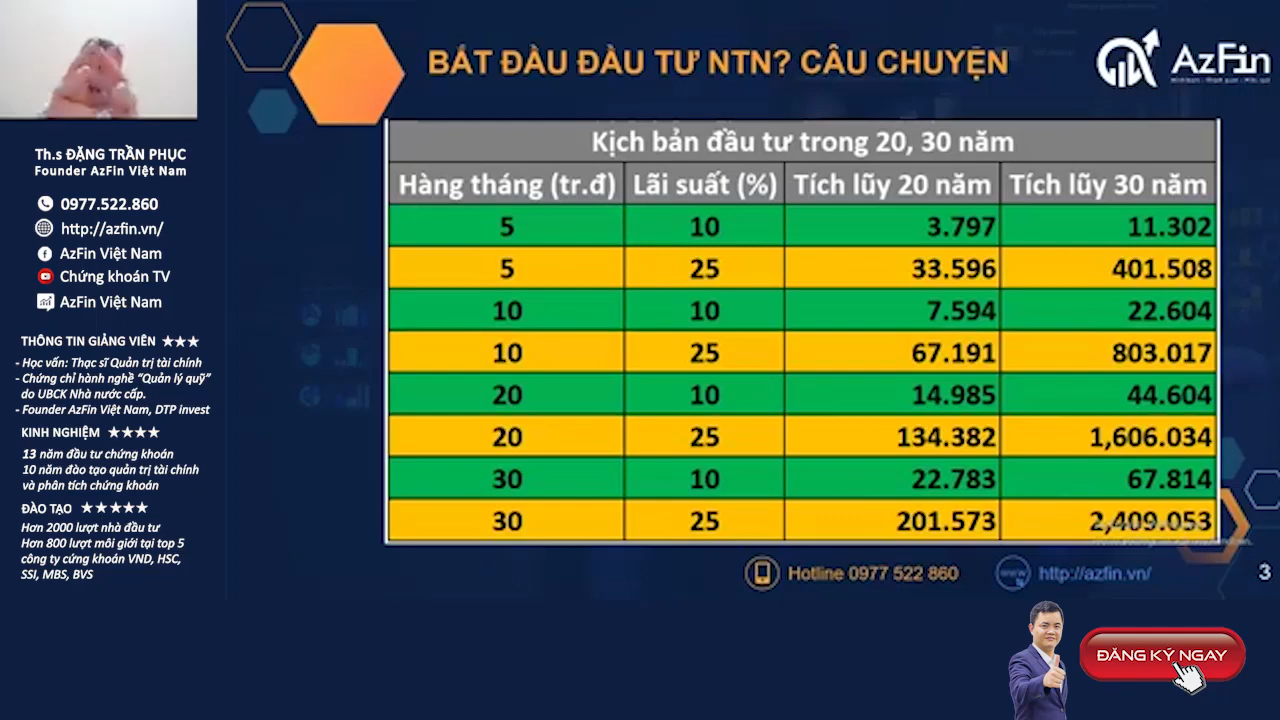 BẮT ĐẦU ĐẦU TƯ NTN? CÂU CHUYỆN
AzFin
Th.s ĐẶNG TRẦN PHỤC
Founder AzFin Việt Nam
0977.522.860
http://azfin.vn/
AzFin Việt Nam
Chứng khoán TV
AzFin Việt Nam
THÔNG TIN GIẢNG VIÊN ★★★
- Học vấn: Thạc sĩ Quản trị tài chính
- Chứng chỉ hành nghề "Quản lý quỹ"
do UBCK Nhà nước cấp.
- Founder AzFin Việt Nam, DTP invest
KINH NGHIỆM ★★★★
13 năm đầu tư chứng khoán
10 năm đào tạo quản trị tài chính
và phân tích chứng khoán
ĐÀO TẠO ★★★★★
Hơn 2000 lượt nhà đầu tư
Hơn 800 lượt môi giới tại top 5
công ty cứng khoán VND, HSC,
SSI, MBS, BVS
Kịch bản đầu tư trong 20, 30 năm
Hàng tháng (tr.đ) Lãi suất (%) Tích lũy 20 năm Tích lũy 30 năm
5 10 3.797 11.302
5 25 33.596 401.508
10 10 7.594 22.604
10 25 67.191 803.017
20 10 14.985 44.604
20 25 134.382 1,606.034
30 10 22.783 67.814
30 25 201.573 2,409.053
Hotline 0977 522 860 http://azfin.vn/ 3
ĐĂNG KÝ NGAY